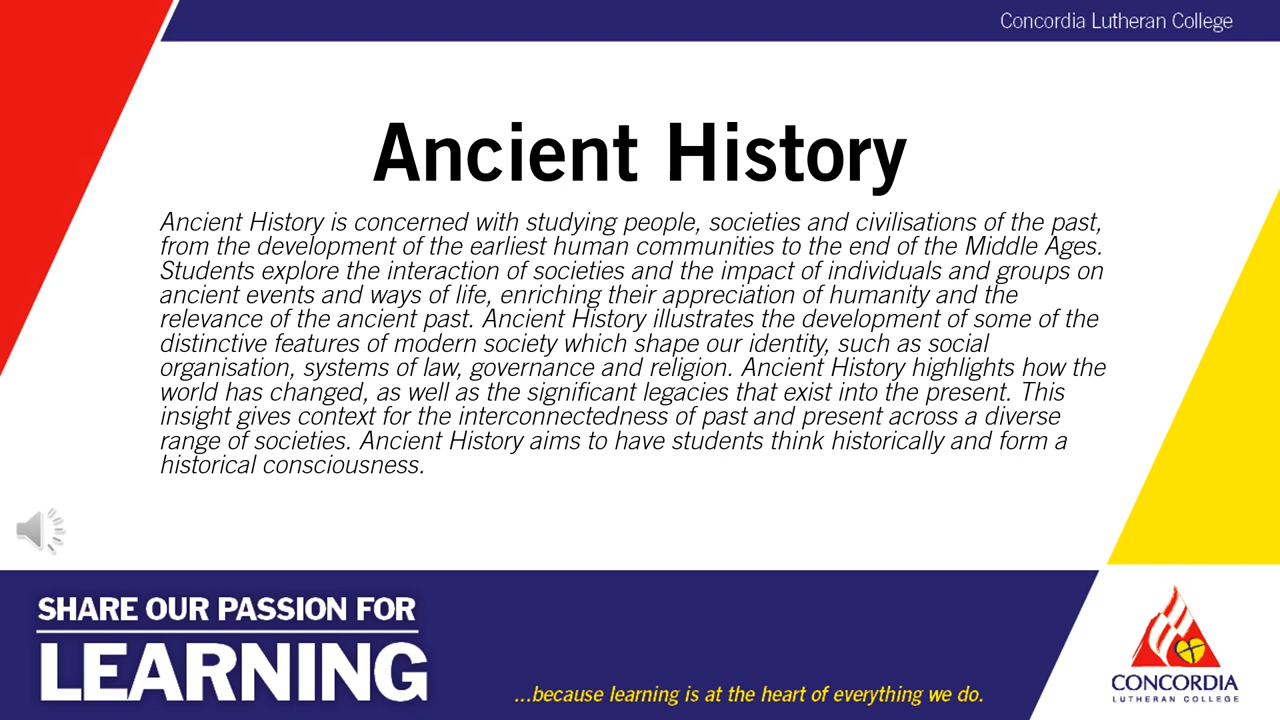 Concordia Lutheran College
Ancient History
Ancient History is concerned with studying people, societies and civilisations of the past,
from the development of the earliest human communities to the end of the Middle Ages.
Students explore the interaction of societies and the impact of individuals and groups on
ancient events and ways of life, enriching their appreciation of humanity and the
relevance of the ancient past. Ancient History illustrates the development of some of the
distinctive features of modern society which shape our identity, such as social
organisation, systems of law, governance and religion. Ancient History highlights how the
world has changed, as well as the significant legacies that exist into the present. This
insight gives context for the interconnectedness of past and present across a diverse
range of societies. Ancient History aims to have students think historically and form a
historical consciousness.
SHARE OUR PASSION FOR
LEARNING
...because learning is at the heart of everything we do.
CONCORDIA
LUTHERAN COLLEGE